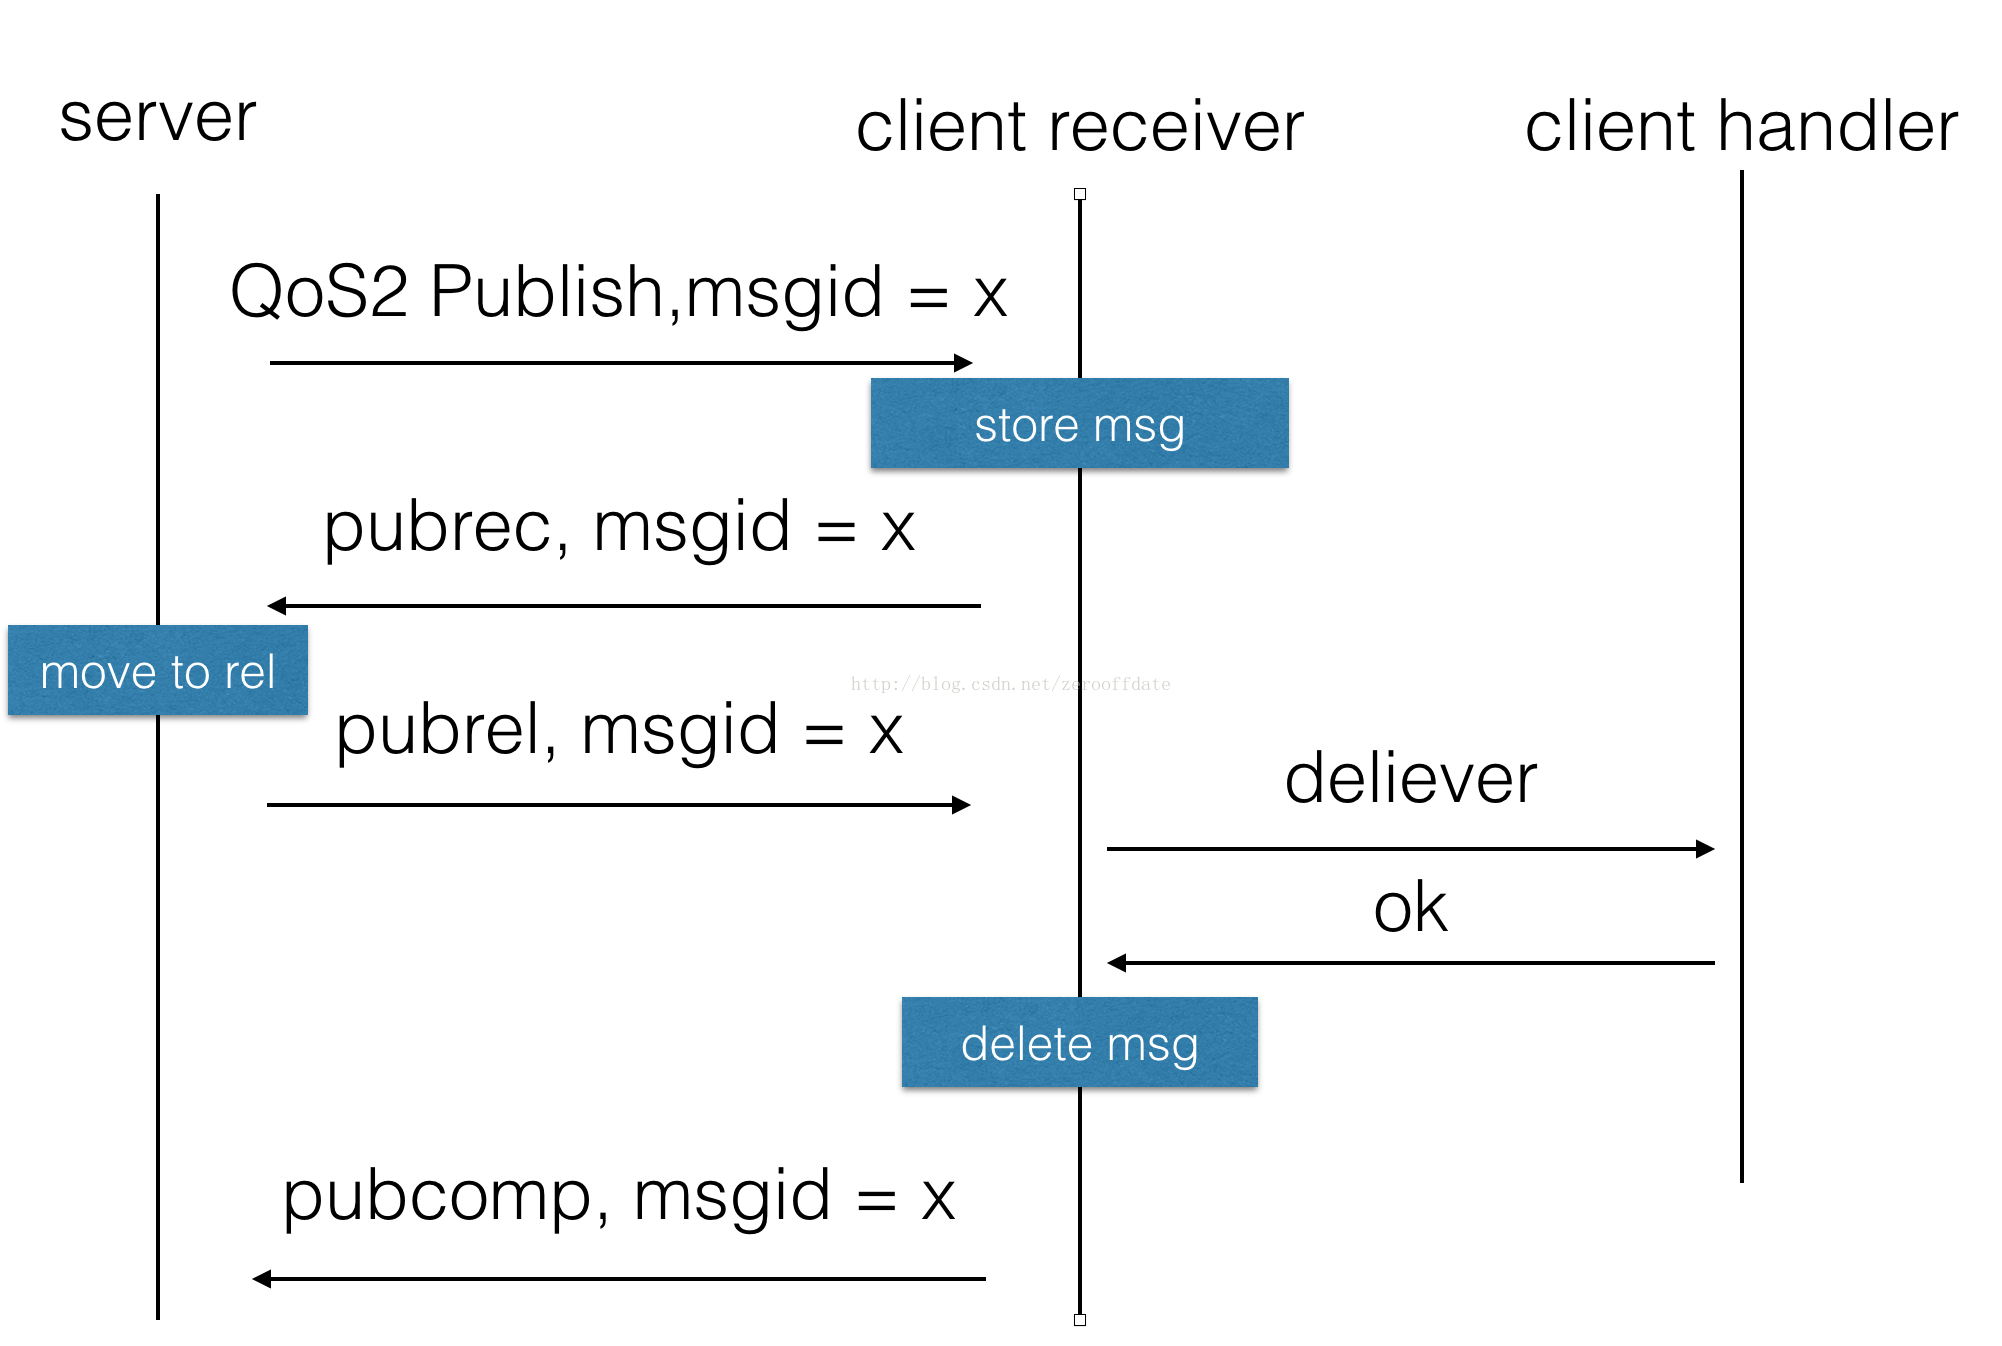 server
client receiver
client handler
QoS2 Publish,msgid = x
store msg
pubrec, msgid = x
move to rel
http://blog.csdn.net/zerooffdate
pubrel, msgid = x
deliever
ok
delete msg
pubcomp, msgid = x